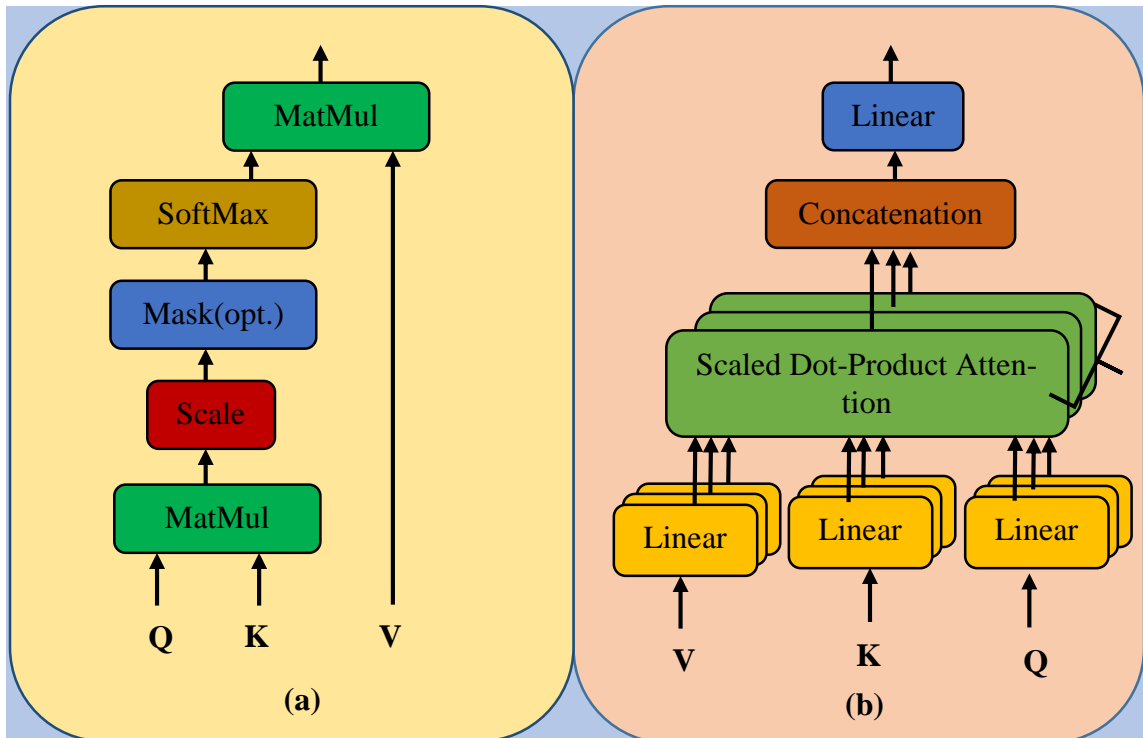 MatMul
SoftMax
Mask(opt.)
Scale
MatMul
Q
K
V
(a)
Linear
Concatenation
Scaled Dot-Product Atten-
tion
Linear
Linear
Linear
V
K
Q
(b)